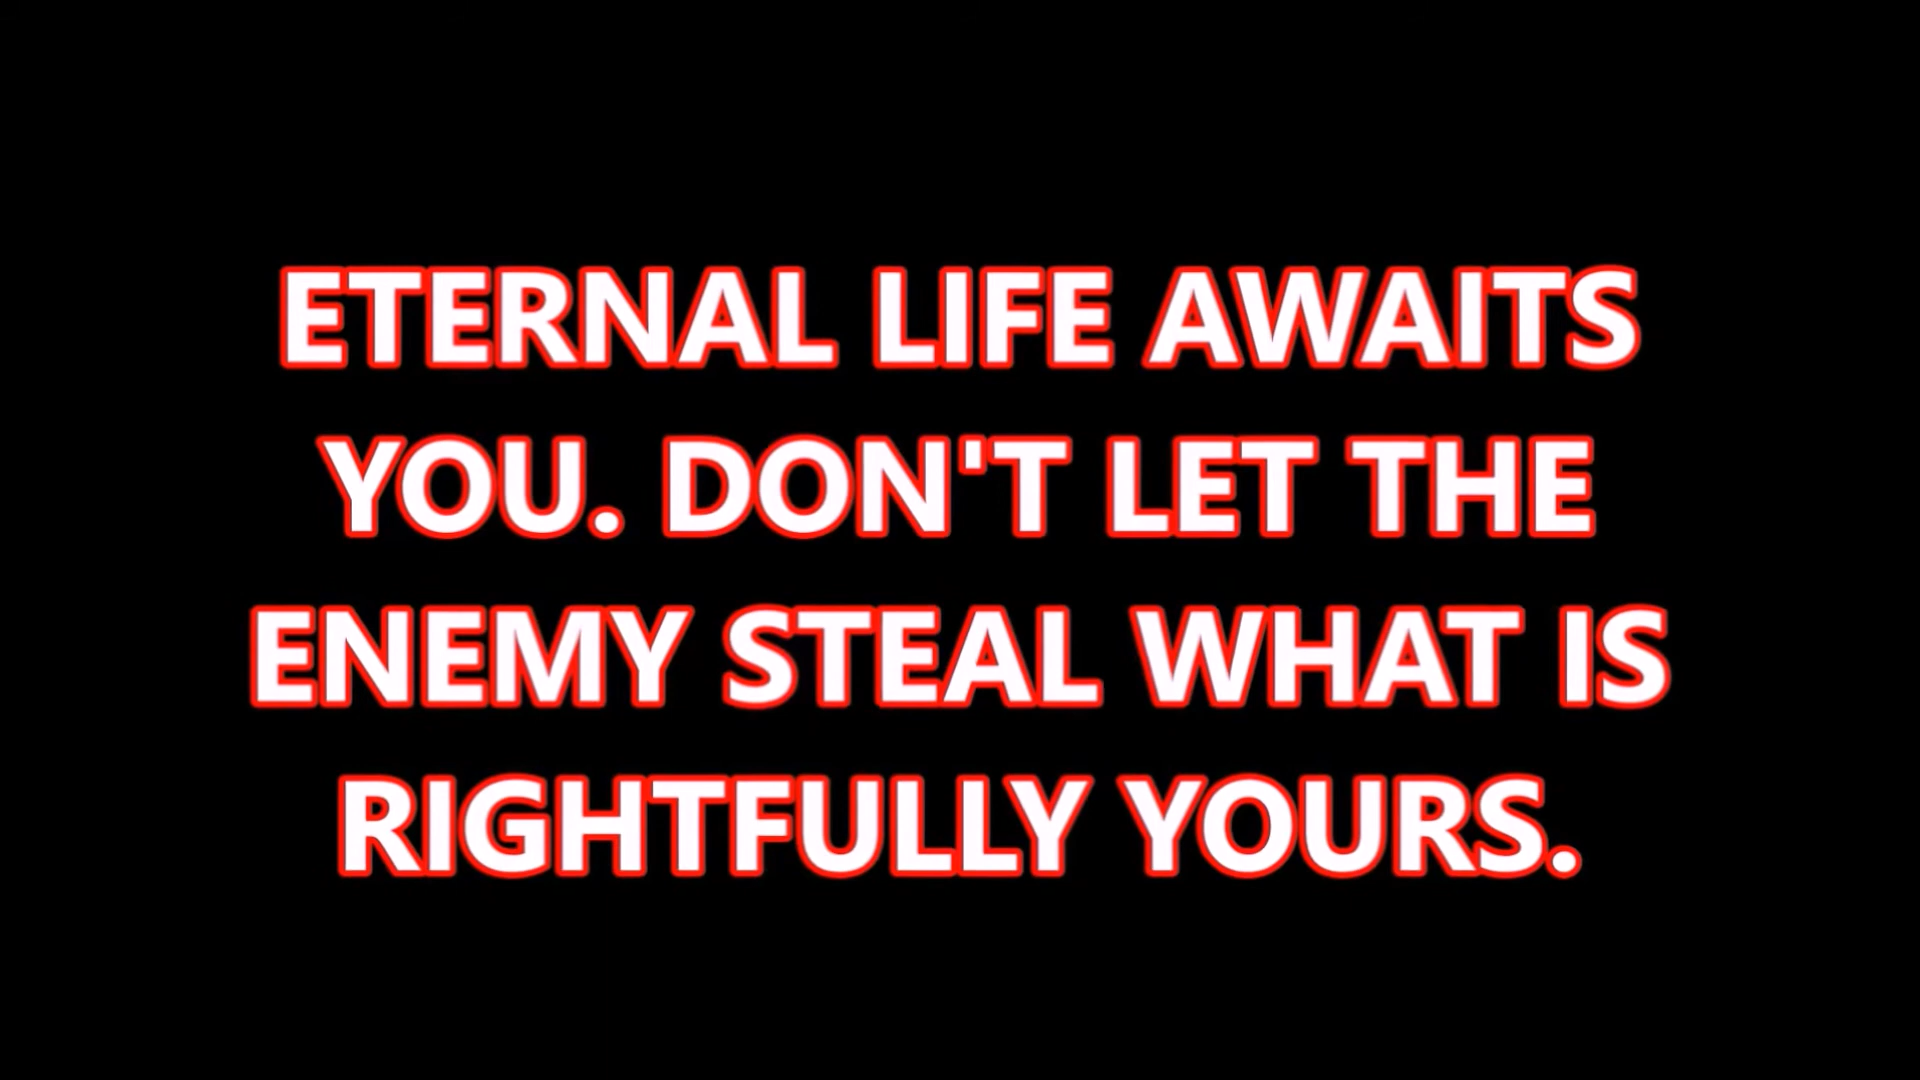 ETERNAL LIFE AWAITS
YOU. DON'T LET THE
ENEMY STEAL WHAT IS
RIGHTFULLY YOURS.